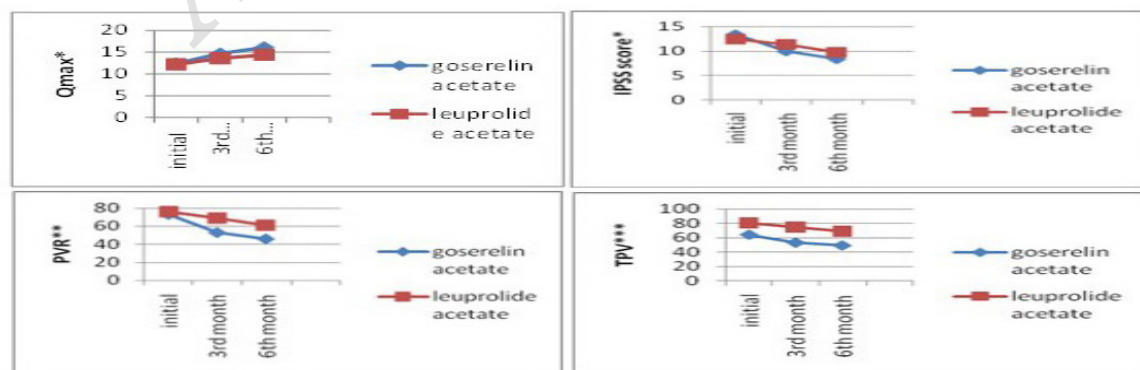 20
15
10
5
0
Qmax*
initial
3rd...
6th...
goserelin
acetate
leuprolid
e acetate
15
10
5
0
IPSS score*
initial
3rd month
6th month
goserelin
acetate
leuprolide
acetate
80
60
40
20
0
PVR**
initial
3rd month
6th month
goserelin
acetate
leuprolide
acetate
100
80
60
40
20
0
TPV***
initial
3rd month
6th month
goserelin
acetate
leuprolide
acetate